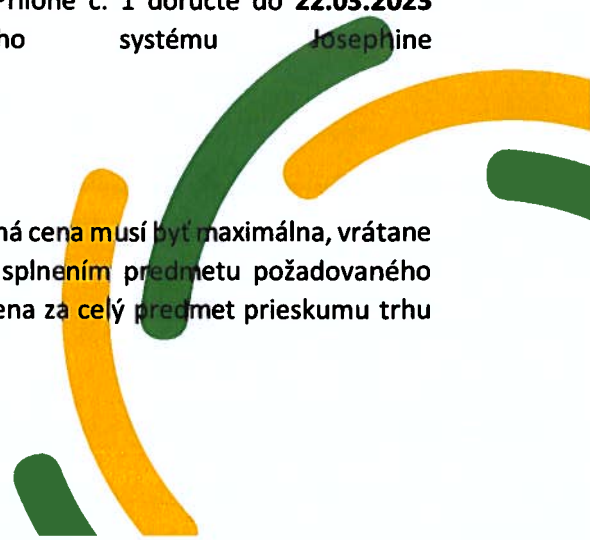 Prílohe č. 1 doručte do 22.03.2023
ho systému Josephine
ná cena musí byť maximálna, vrátane
splnením predmetu požadovaného
ena za celý predmet prieskumu trhu